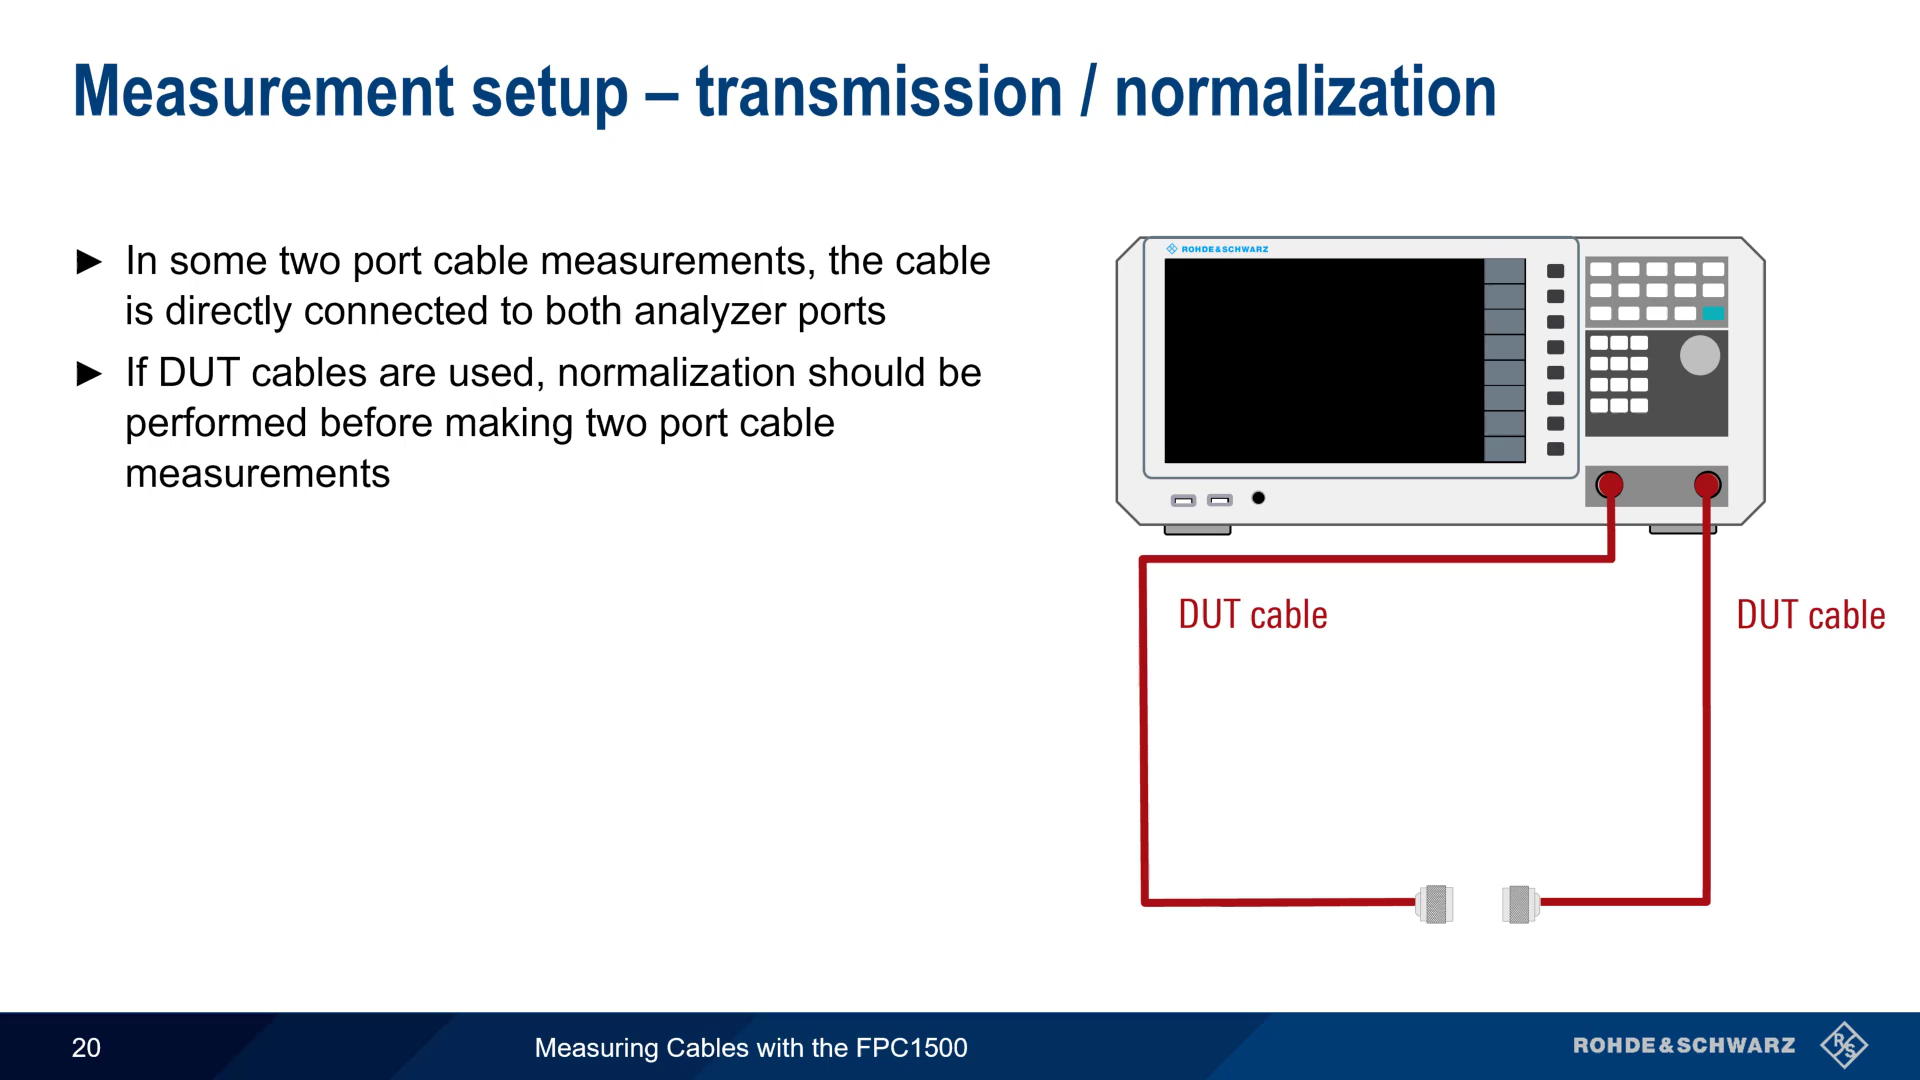 Measurement setup – transmission / normalization
► In some two port cable measurements, the cable
is directly connected to both analyzer ports
► If DUT cables are used, normalization should be
performed before making two port cable
measurements
ROHDE&SCHWARZ
DUT cable
DUT cable
20
Measuring Cables with the FPC1500
ROHDE&SCHWARZ
R&S